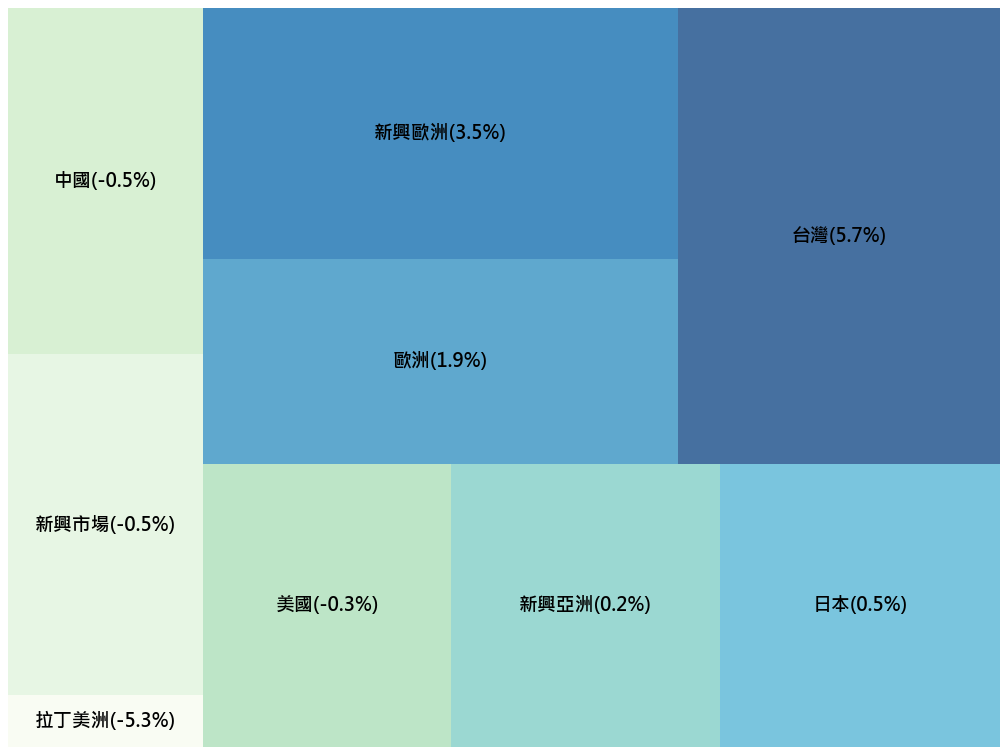 中國(-0.5%)
新興歐洲(3.5%)
台灣(5.7%)
歐洲(1.9%)
新興市場(-0.5%)
美國(-0.3%)
新興亞洲(0.2%)
日本(0.5%)
拉丁美洲(-5.3%)